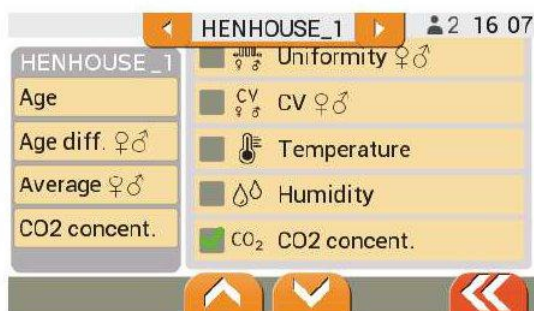 HENHOUSE_1 2 16 07
HENHOUSE_1
Age
Age diff. ♀♂
Average ♀♂
CO2 concent.
Uniformity ♀♂
CV ♀♂ CV ♀♂
Temperature
Humidity
CO₂ CO2 concent.